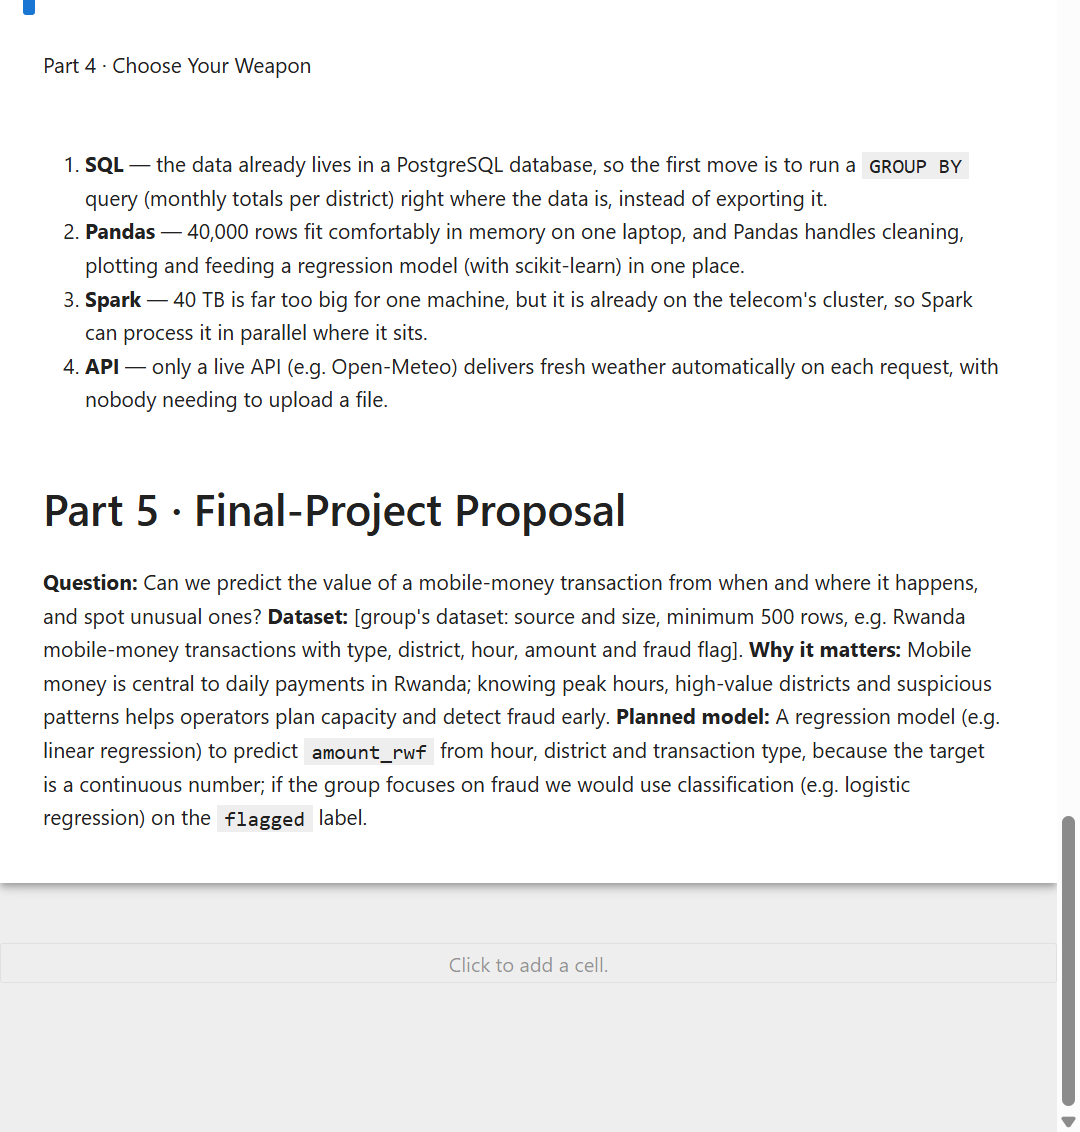 Part 4 · Choose Your Weapon
1. SQL — the data already lives in a PostgreSQL database, so the first move is to run a GROUP BY
query (monthly totals per district) right where the data is, instead of exporting it.
2. Pandas — 40,000 rows fit comfortably in memory on one laptop, and Pandas handles cleaning,
plotting and feeding a regression model (with scikit-learn) in one place.
3. Spark — 40 TB is far too big for one machine, but it is already on the telecom's cluster, so Spark
can process it in parallel where it sits.
4. API — only a live API (e.g. Open-Meteo) delivers fresh weather automatically on each request, with
nobody needing to upload a file.
Part 5 · Final-Project Proposal
Question: Can we predict the value of a mobile-money transaction from when and where it happens,
and spot unusual ones? Dataset: [group's dataset: source and size, minimum 500 rows, e.g. Rwanda
mobile-money transactions with type, district, hour, amount and fraud flag]. Why it matters: Mobile
money is central to daily payments in Rwanda; knowing peak hours, high-value districts and suspicious
patterns helps operators plan capacity and detect fraud early. Planned model: A regression model (e.g.
linear regression) to predict amount_rwf from hour, district and transaction type, because the target
is a continuous number; if the group focuses on fraud we would use classification (e.g. logistic
regression) on the flagged label.
Click to add a cell.